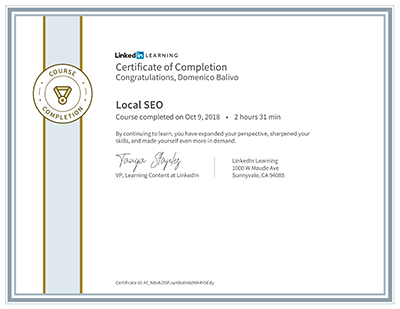 LinkedIn LEARNING
Certificate of Completion
Congratulations, Domenico Balivo
COURSE COMPLETION
Local SEO
Course completed on Oct 9, 2018 • 2 hours 31 min
By continuing to learn, you have expanded your perspective, sharpened your
skills, and made yourself even more in demand.
Tanya Staples
VP, Learning Content at LinkedIn
LinkedIn Learning
1000 W Maude Ave
Sunnyvale, CA 94085
Certificate Id: